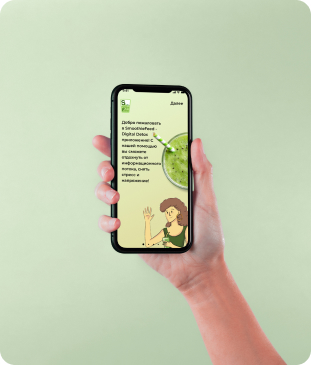 Далее
Добро пожаловать
в SmoothieFeed -
Digital Detox
приложение! С
нашей помощью
вы сможете
отдохнуть от
информационного
потока, снять
стресс и
напряжение!